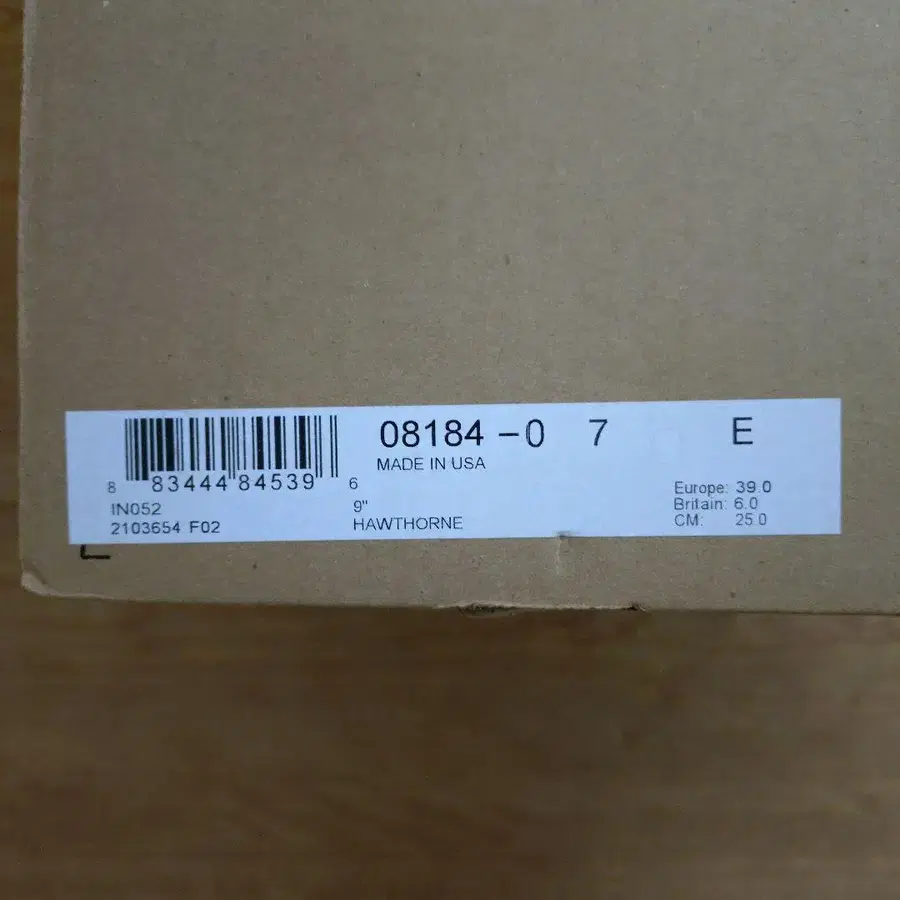 08184 -0 7 E
MADE IN USA
8 83444 84539 6
IN052
2103654 F02
9"
HAWTHORNE
Europe: 39.0
Britain: 6.0
CM: 25.0